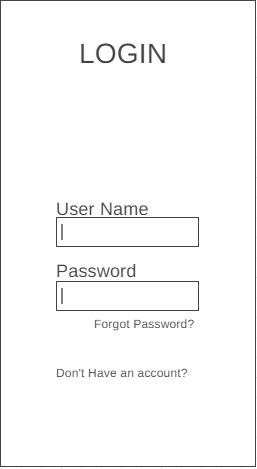 LOGIN
User Name
Password
Forgot Password?
Don't Have an account?